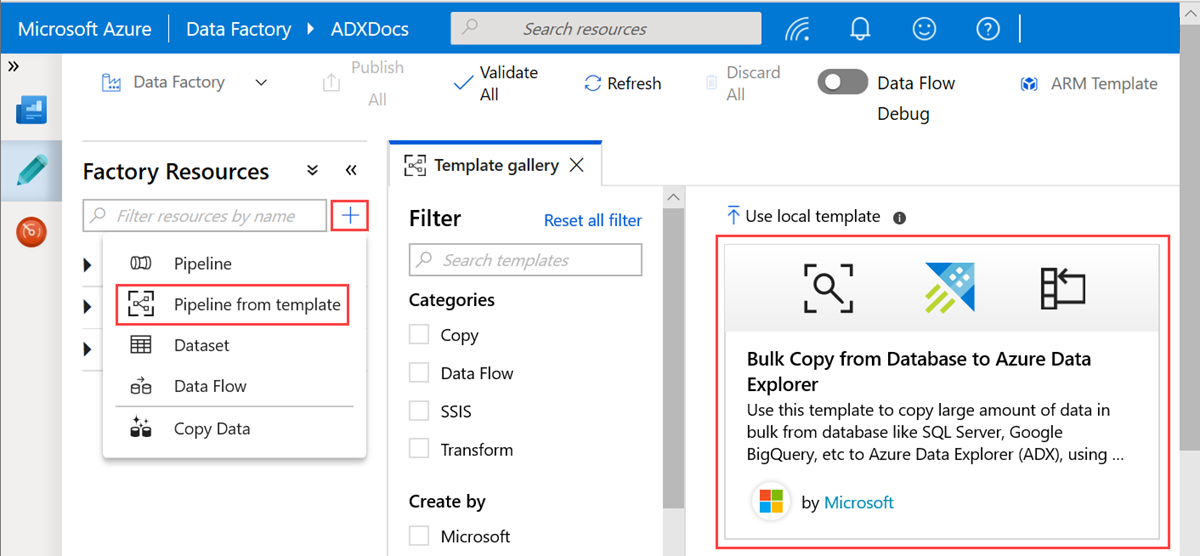 Microsoft Azure
Data Factory
ADXDocs
Search resources
Data Factory
Publish
All
Validate
All
Refresh
Discard
All
Data Flow
Debug
ARM Template
Factory Resources
Filter resources by name
Pipeline
Pipeline from template
Dataset
Data Flow
Copy Data
Template gallery
Filter
Reset all filter
Search templates
Categories
Copy
Data Flow
SSIS
Transform
Create by
Microsoft
Use local template
Bulk Copy from Database to Azure Data
Explorer
Use this template to copy large amount of data in
bulk from database like SQL Server, Google
BigQuery, etc to Azure Data Explorer (ADX), using ...
by Microsoft